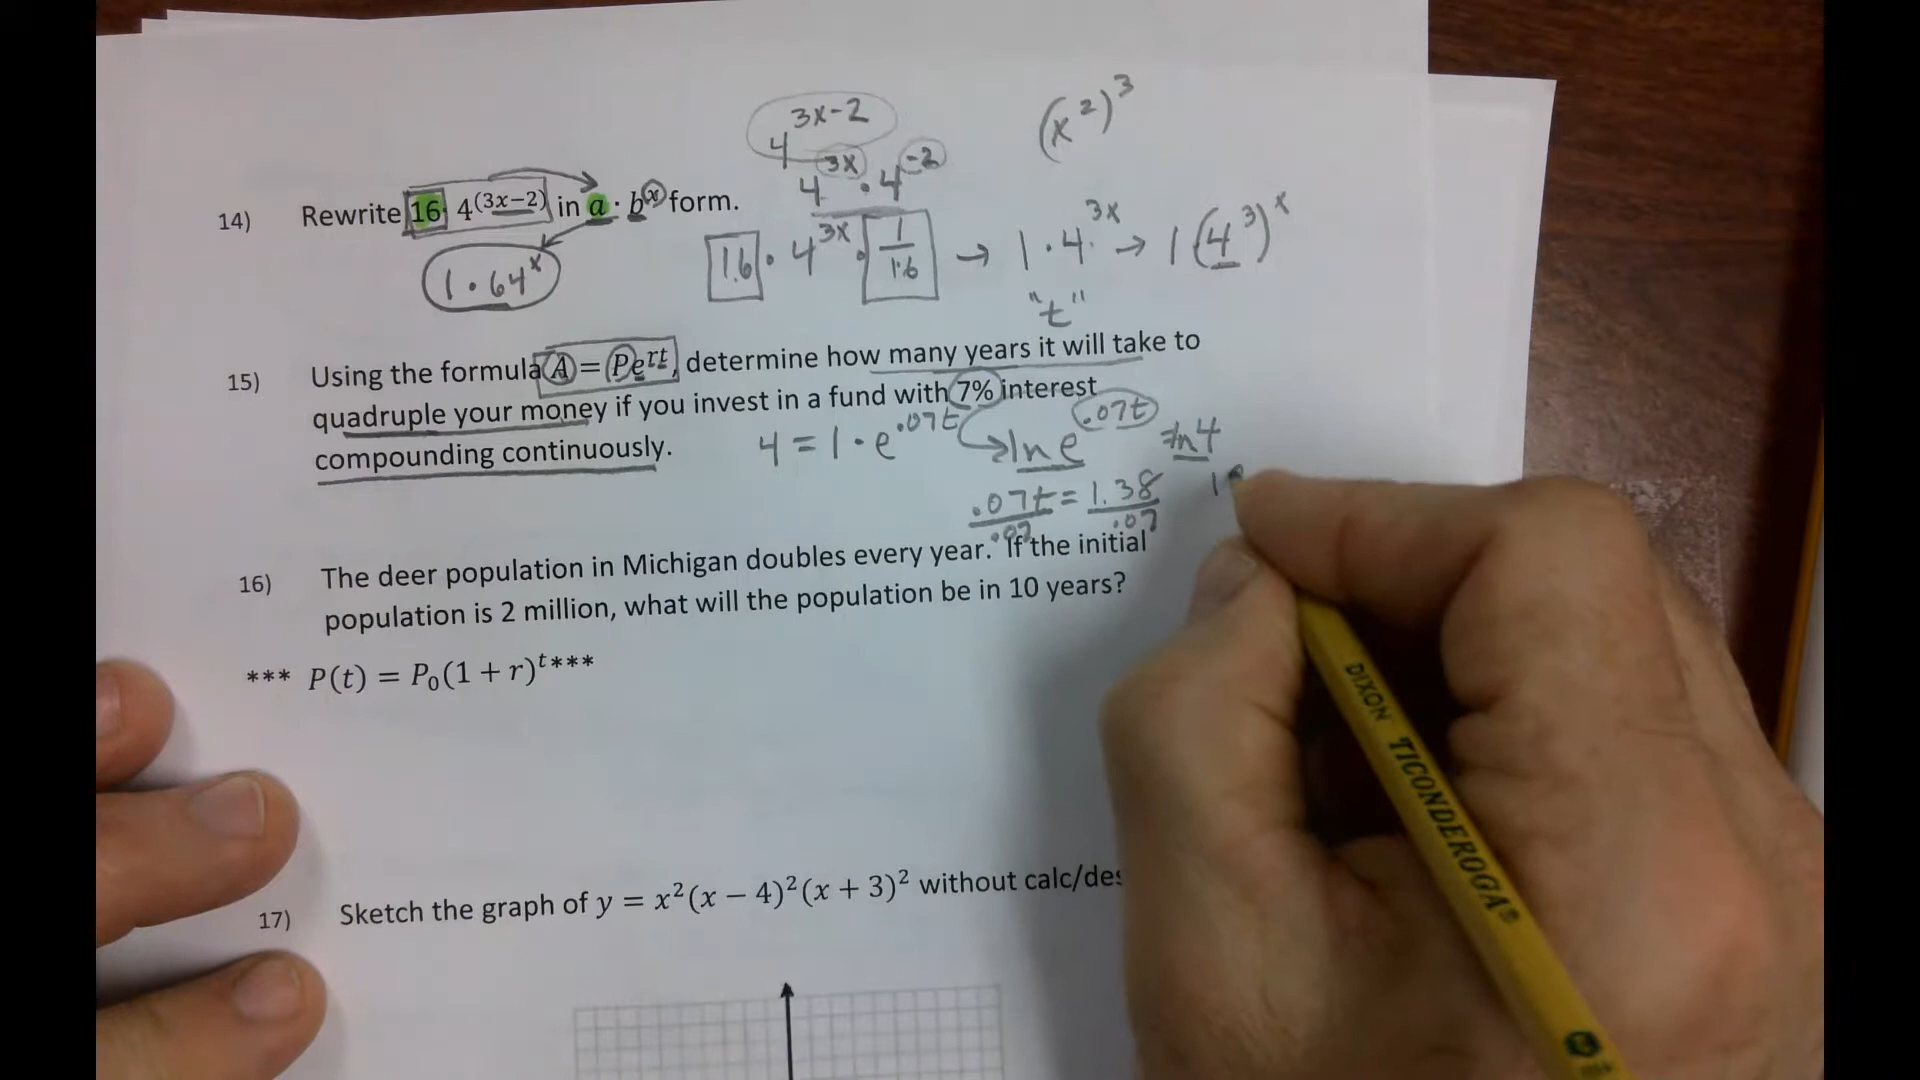 4^(3x-2)
(x²)³
4^(3x) · 4^(-2)
14) Rewrite 16 · 4^(3x−2) in a · b^x form.
16 · 4^(3x) · 1/16 → 1 · 4^(3x) → 1(4³)^x
1 · 64^x
"t"
15) Using the formula A = Pe^(rt), determine how many years it will take to
quadruple your money if you invest in a fund with 7% interest
compounding continuously.
4 = 1 · e^(.07t) → ln e^(.07t) = ln 4
.07t = 1.38
.07 .07
16) The deer population in Michigan doubles every year. If the initial
population is 2 million, what will the population be in 10 years?
*** P(t) = P₀(1 + r)^t ***
17) Sketch the graph of y = x²(x − 4)²(x + 3)² without calc/des
DIXON TICONDEROGA®